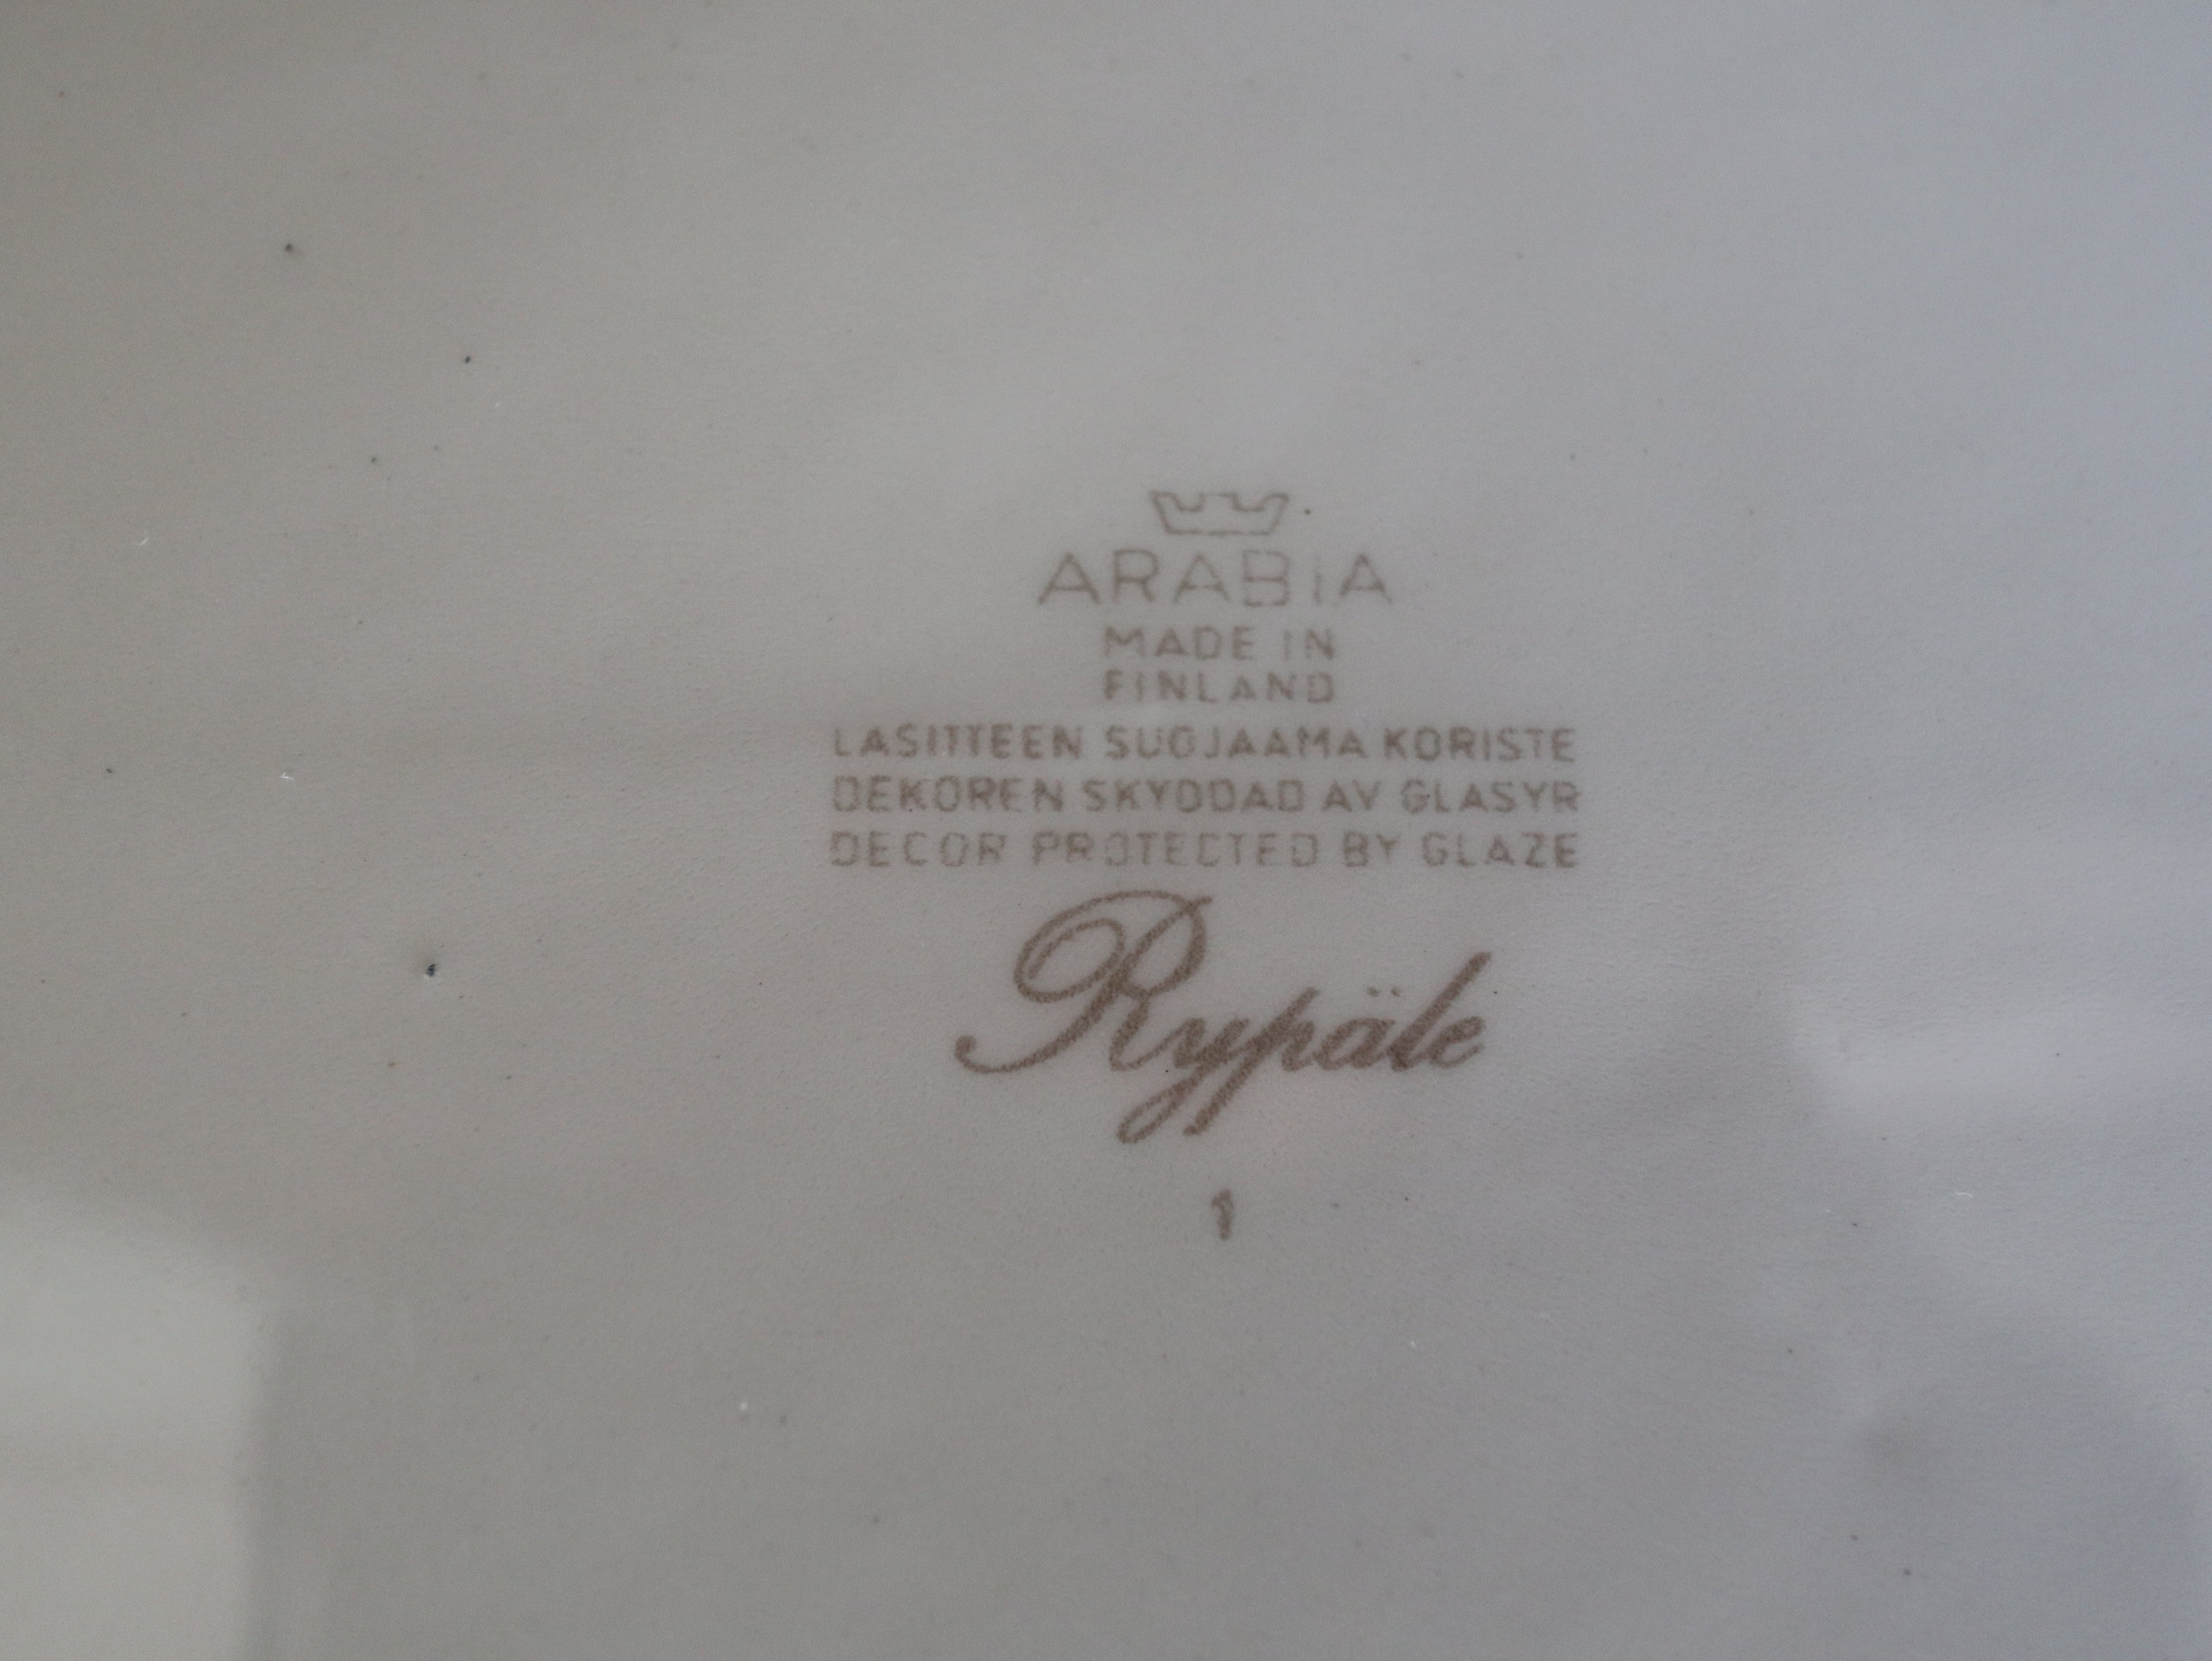 ARABIA
MADE IN
FINLAND
LASITTEEN SUOJAAMA KORISTE
DEKOREN SKYDDAD AV GLASYR
DECOR PROTECTED BY GLAZE
Rypäle
1